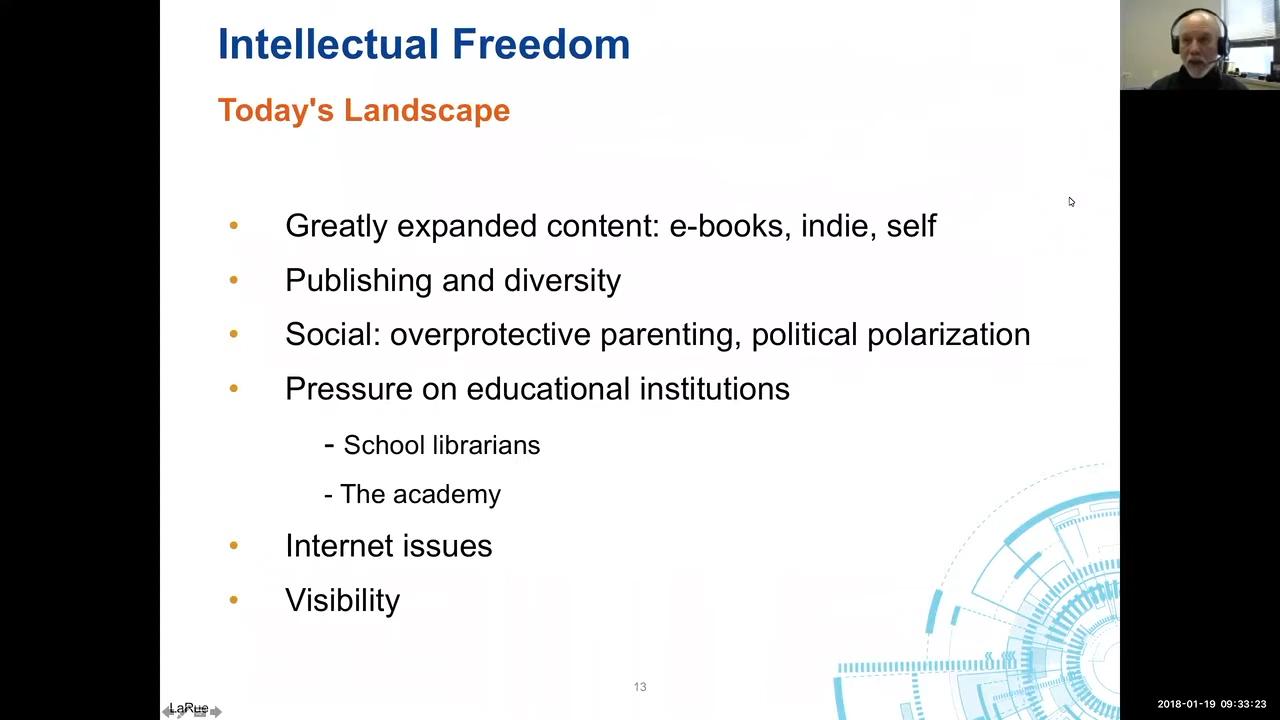 Intellectual Freedom
Today's Landscape
• Greatly expanded content: e-books, indie, self
• Publishing and diversity
• Social: overprotective parenting, political polarization
• Pressure on educational institutions
- School librarians
- The academy
• Internet issues
• Visibility
13
LaRue
2018-01-19 09:33:23